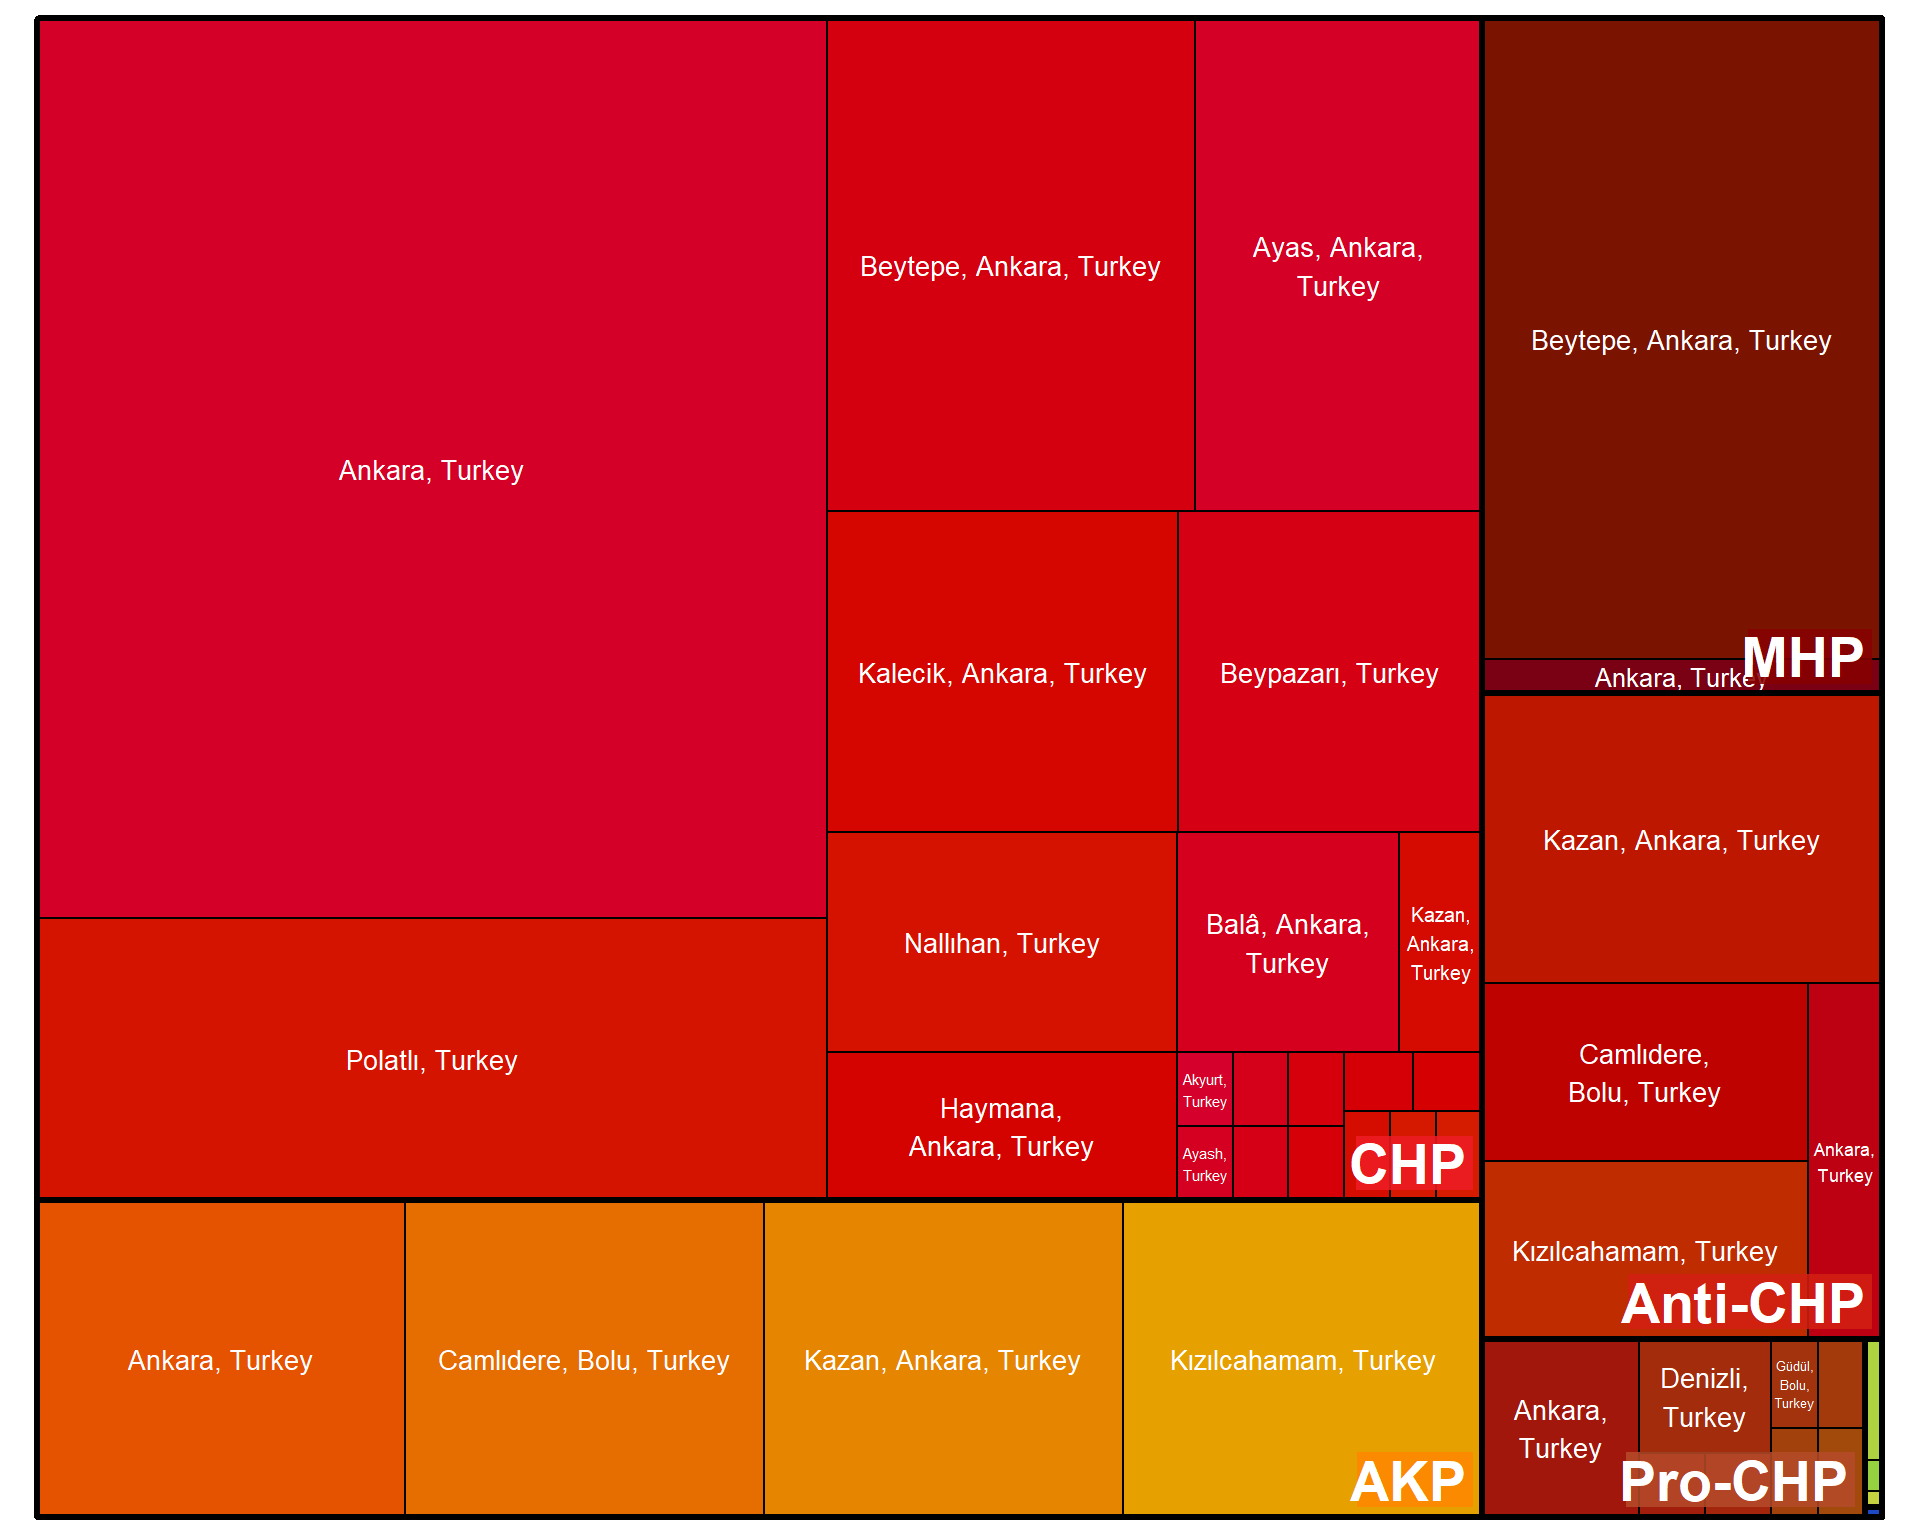 Ankara, Turkey
Polatlı, Turkey
Beytepe, Ankara, Turkey
Ayas, Ankara,
Turkey
Kalecik, Ankara, Turkey
Beypazarı, Turkey
Nallıhan, Turkey
Balâ, Ankara,
Turkey
Kazan,
Ankara,
Turkey
Haymana,
Ankara, Turkey
Akyurt,
Turkey
Ayash,
Turkey
CHP
Ankara, Turkey
Camlıdere, Bolu, Turkey
Kazan, Ankara, Turkey
Kızılcahamam, Turkey
AKP
Beytepe, Ankara, Turkey
Ankara, Turkey
MHP
Kazan, Ankara, Turkey
Camlıdere,
Bolu, Turkey
Kızılcahamam, Turkey
Ankara,
Turkey
Anti-CHP
Ankara,
Turkey
Denizli,
Turkey
Güdül,
Bolu,
Turkey
Pro-CHP